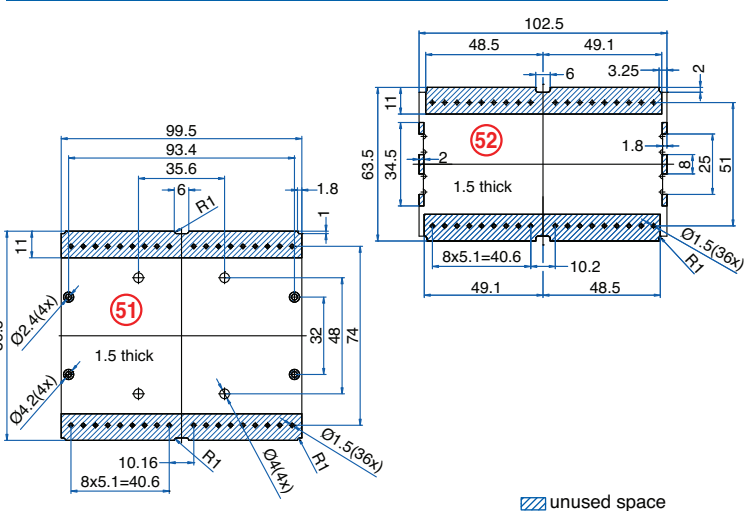 102.5
48.5
49.1
6
3.25
2
11
63.5
34.5
52
2
1.8
8
25
51
1.5 thick
Ø1.5(36x)
R1
8x5.1=40.6
10.2
49.1
48.5
99.5
93.4
35.6
6
R1
1.8
1
11
51
Ø2.4(4x)
1.5 thick
32
48
74
Ø4.2(4x)
10.16
8x5.1=40.6
R1
Ø4(4x)
R1
Ø1.5(36x)
unused space